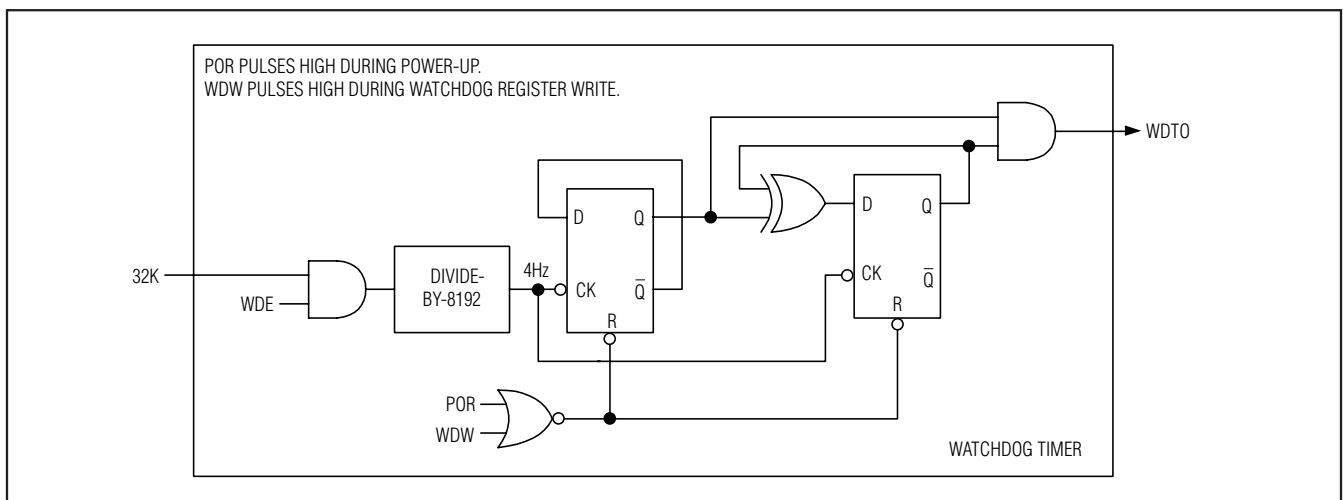 POR PULSES HIGH DURING POWER-UP.
WDW PULSES HIGH DURING WATCHDOG REGISTER WRITE.
WDTO
D
Q
D
Q
4Hz
32K
DIVIDE-
BY-8192
CK
Q̅
CK
Q̅
WDE
R
R
POR
WDW
WATCHDOG TIMER